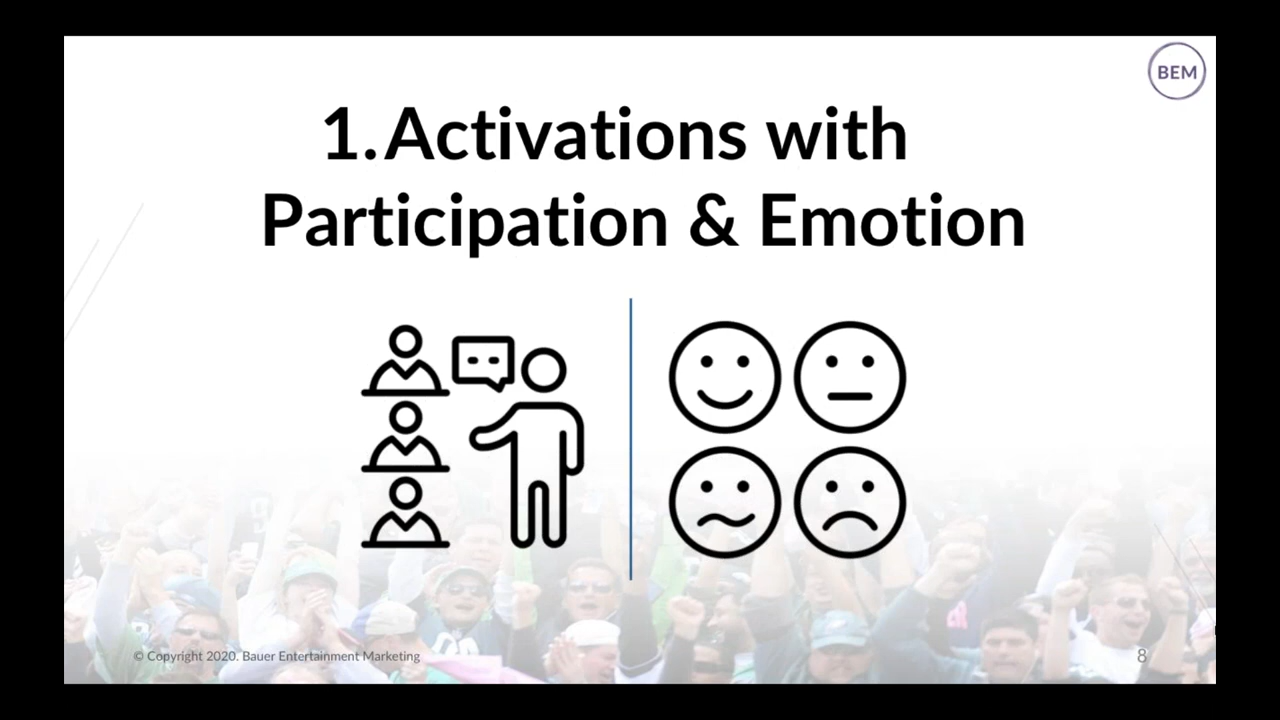 BEM
1. Activations with
Participation & Emotion
© Copyright 2020. Bauer Entertainment Marketing
8